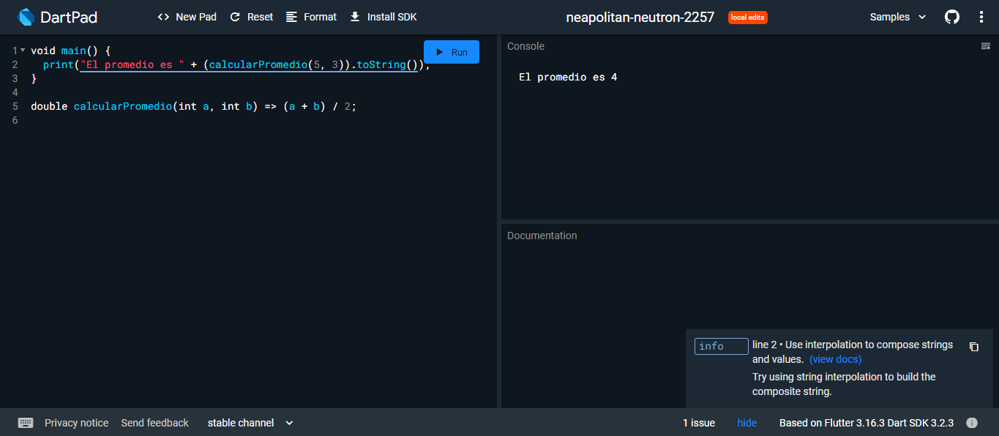 DartPad
New Pad
Reset
Format
Install SDK
neapolitan-neutron-2257
local edits
Samples
1 void main() {
2 print("El promedio es " + (calcularPromedio(5, 3)).toString());
3 }
4
5 double calcularPromedio(int a, int b) => (a + b) / 2;
6
Run
Console
El promedio es 4
Documentation
info
line 2 • Use interpolation to compose strings
and values. (view docs)
Try using string interpolation to build the
composite string.
Privacy notice
Send feedback
stable channel
1 issue
hide
Based on Flutter 3.16.3 Dart SDK 3.2.3